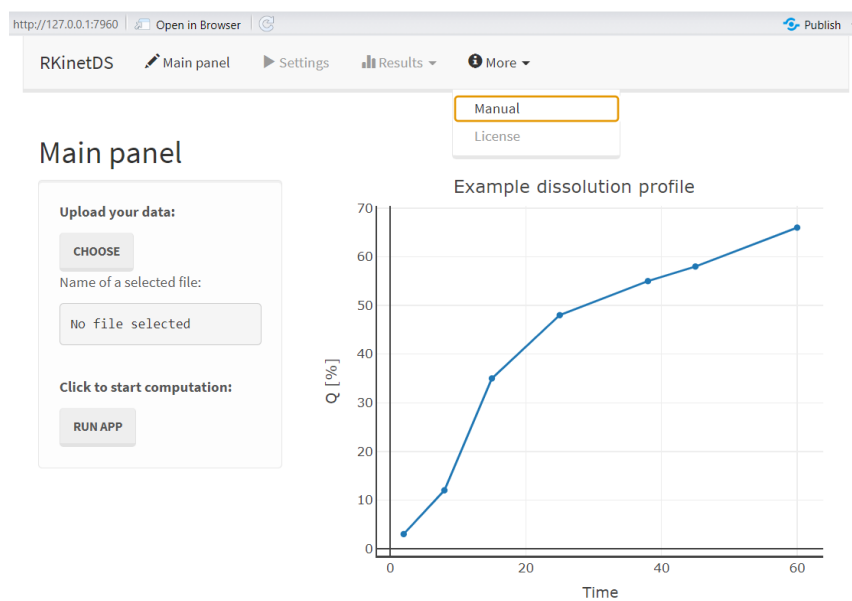 http://127.0.0.1:7960 Open in Browser Publish
RKinetDS Main panel Settings Results More
Manual
License
Main panel
Upload your data:
CHOOSE
Name of a selected file:
No file selected
Click to start computation:
RUN APP
Example dissolution profile
70
60
50
40
30
20
10
0
Q [%]
0 20 40 60
Time